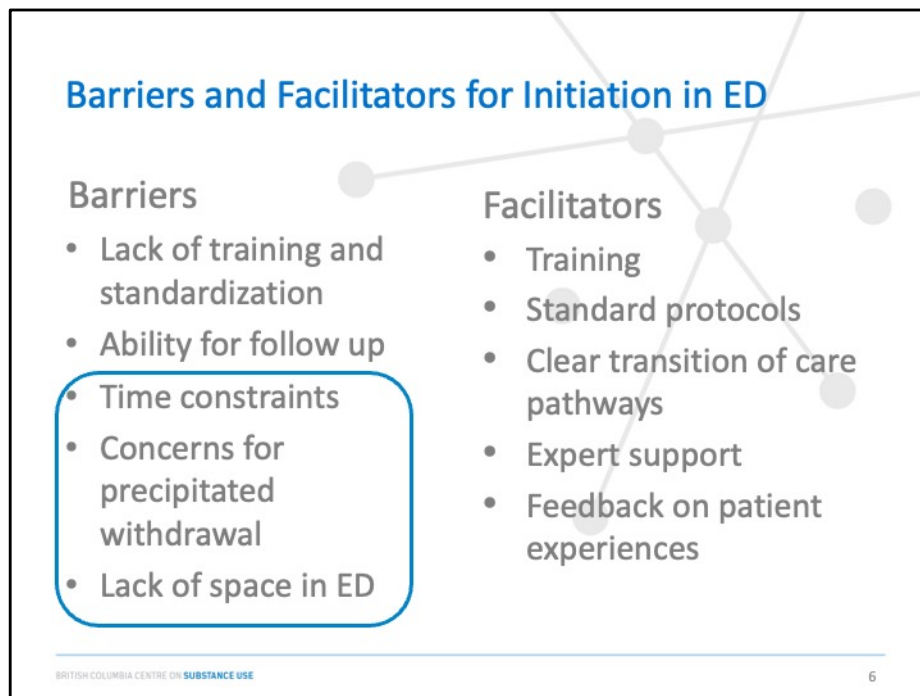 Barriers and Facilitators for Initiation in ED
Barriers
• Lack of training and
standardization
• Ability for follow up
• Time constraints
• Concerns for
precipitated
withdrawal
• Lack of space in ED
Facilitators
• Training
• Standard protocols
• Clear transition of care
pathways
• Expert support
• Feedback on patient
experiences
BRITISH COLUMBIA CENTRE ON SUBSTANCE USE
6